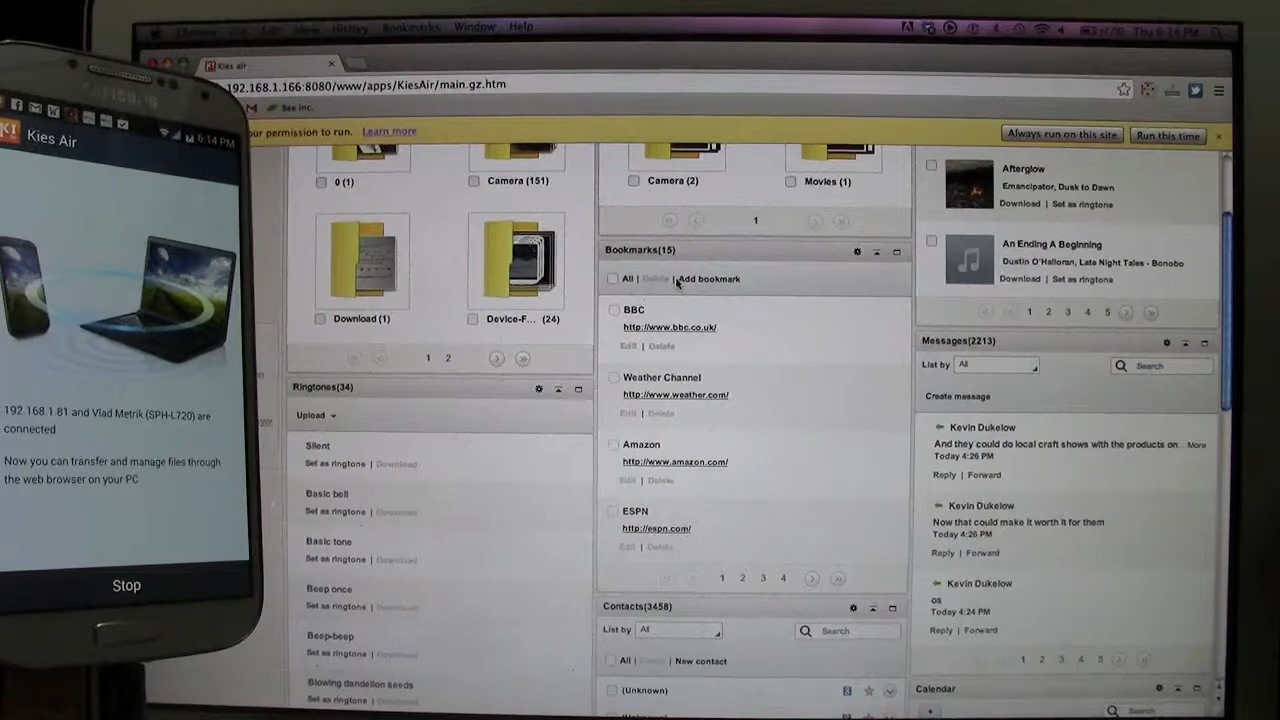 SAMSUNG
6:14 PM
Kies Air
192.168.1.81 and Vlad Metrik (SPH-L720) are
connected
Now you can transfer and manage files through
the web browser on your PC
Stop
History Bookmarks Window Help
Kies air
192.168.1.166:8080/www/apps/KiesAir/main.gz.htm
Bee Inc.
our permission to run. Learn more
Always run on this site
Run this time
0 (1)
Camera (151)
Download (1)
Device-F... (24)
1 2
Ringtones(34)
Upload
Silent
Set as ringtone | Download
Basic bell
Set as ringtone | Download
Basic tone
Set as ringtone | Download
Beep once
Set as ringtone | Download
Beep-beep
Set as ringtone | Download
Blowing dandelion seeds
Set as ringtone | Download
Camera (2)
Movies (1)
1
Bookmarks(15)
All | Delete | Add bookmark
BBC
http://www.bbc.co.uk/
Edit | Delete
Weather Channel
http://www.weather.com/
Edit | Delete
Amazon
http://www.amazon.com/
Edit | Delete
ESPN
http://espn.com/
Edit | Delete
1 2 3 4
Contacts(3458)
List by All Search
All | Delete | New contact
(Unknown)
Afterglow
Emancipator, Dusk to Dawn
Download | Set as ringtone
An Ending A Beginning
Dustin O'Halloran, Late Night Tales - Bonobo
Download | Set as ringtone
1 2 3 4 5
Messages(2213)
List by All Search
Create message
Kevin Dukelow
And they could do local craft shows with the products on... More
Today 4:26 PM
Reply | Forward
Kevin Dukelow
Now that could make it worth it for them
Today 4:26 PM
Reply | Forward
Kevin Dukelow
os
Today 4:24 PM
Reply | Forward
1 2 3 4 5
Calendar
Search